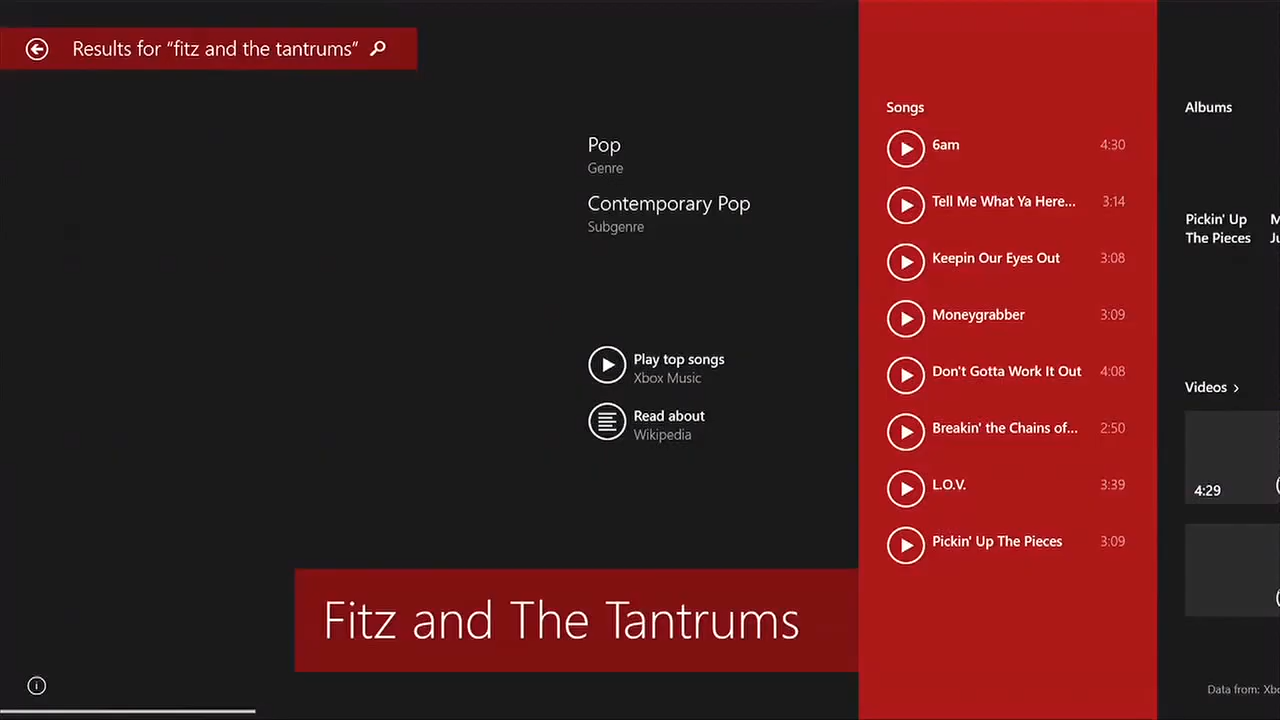 Results for "fitz and the tantrums"
Pop
Genre
Contemporary Pop
Subgenre
Play top songs
Xbox Music
Read about
Wikipedia
Fitz and The Tantrums
Songs
6am 4:30
Tell Me What Ya Here... 3:14
Keepin Our Eyes Out 3:08
Moneygrabber 3:09
Don't Gotta Work It Out 4:08
Breakin' the Chains of... 2:50
L.O.V. 3:39
Pickin' Up The Pieces 3:09
Albums
Pickin' Up
The Pieces
Videos
4:29
Data from: